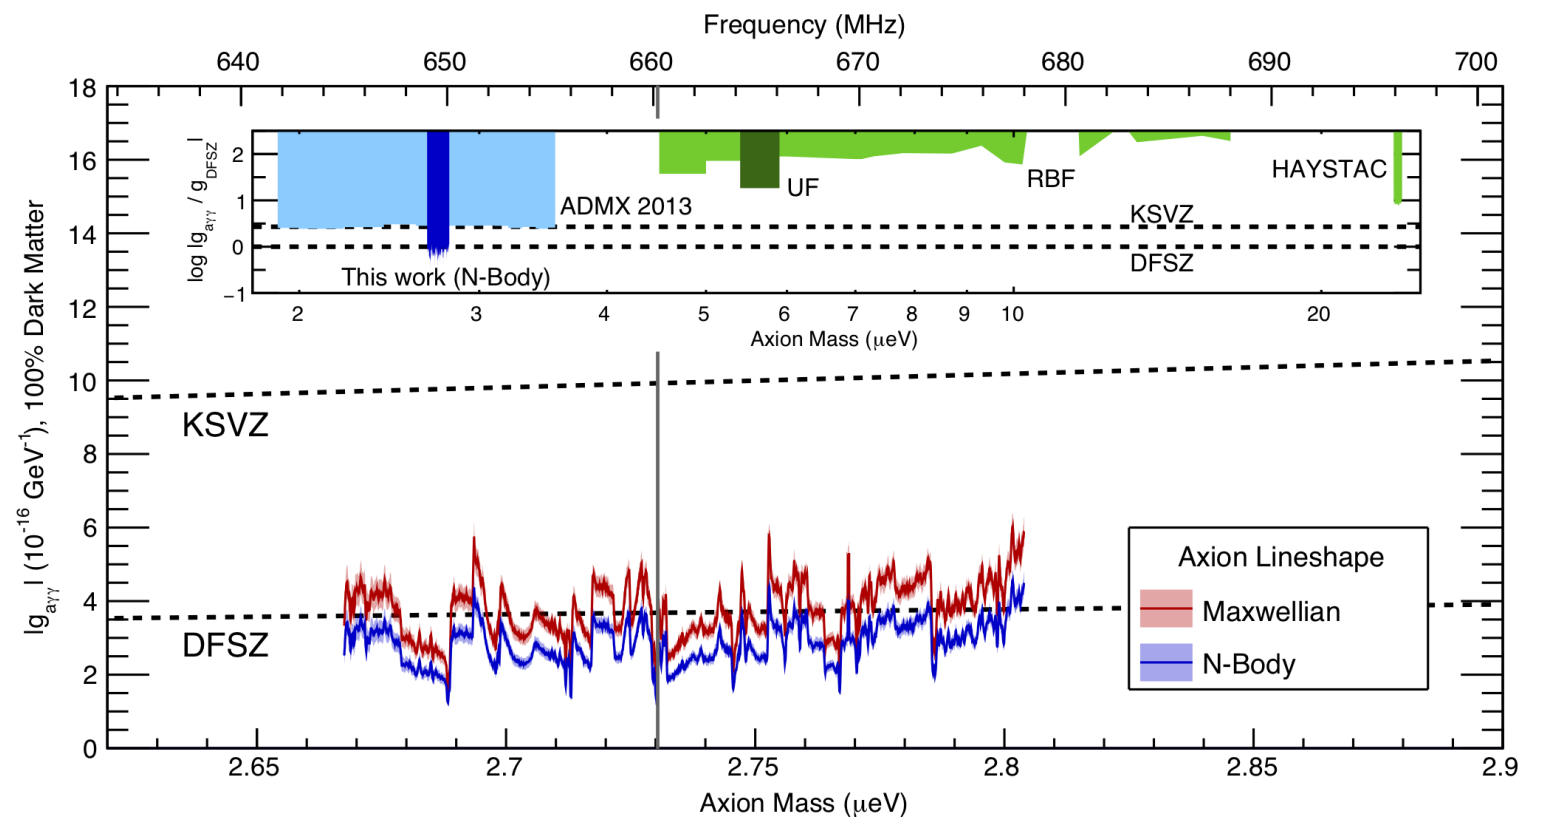 Frequency (MHz)
640 650 660 670 680 690 700
18
16
14
12
10
8
6
4
2
0
|g_aγγ| (10^-16 GeV^-1), 100% Dark Matter
log |g_aγγ / g_DFSZ|
2
1
0
−1
ADMX 2013
This work (N-Body)
UF
RBF
HAYSTAC
KSVZ
DFSZ
2 3 4 5 6 7 8 9 10 20
Axion Mass (μeV)
KSVZ
DFSZ
Axion Lineshape
Maxwellian
N-Body
2.65 2.7 2.75 2.8 2.85 2.9
Axion Mass (μeV)